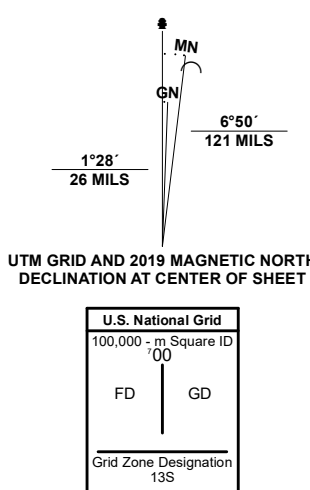 MN
GN
6°50´
121 MILS
1°28´
26 MILS
UTM GRID AND 2019 MAGNETIC NORTH
DECLINATION AT CENTER OF SHEET
U.S. National Grid
100,000 - m Square ID
⁷00
FD GD
Grid Zone Designation
13S